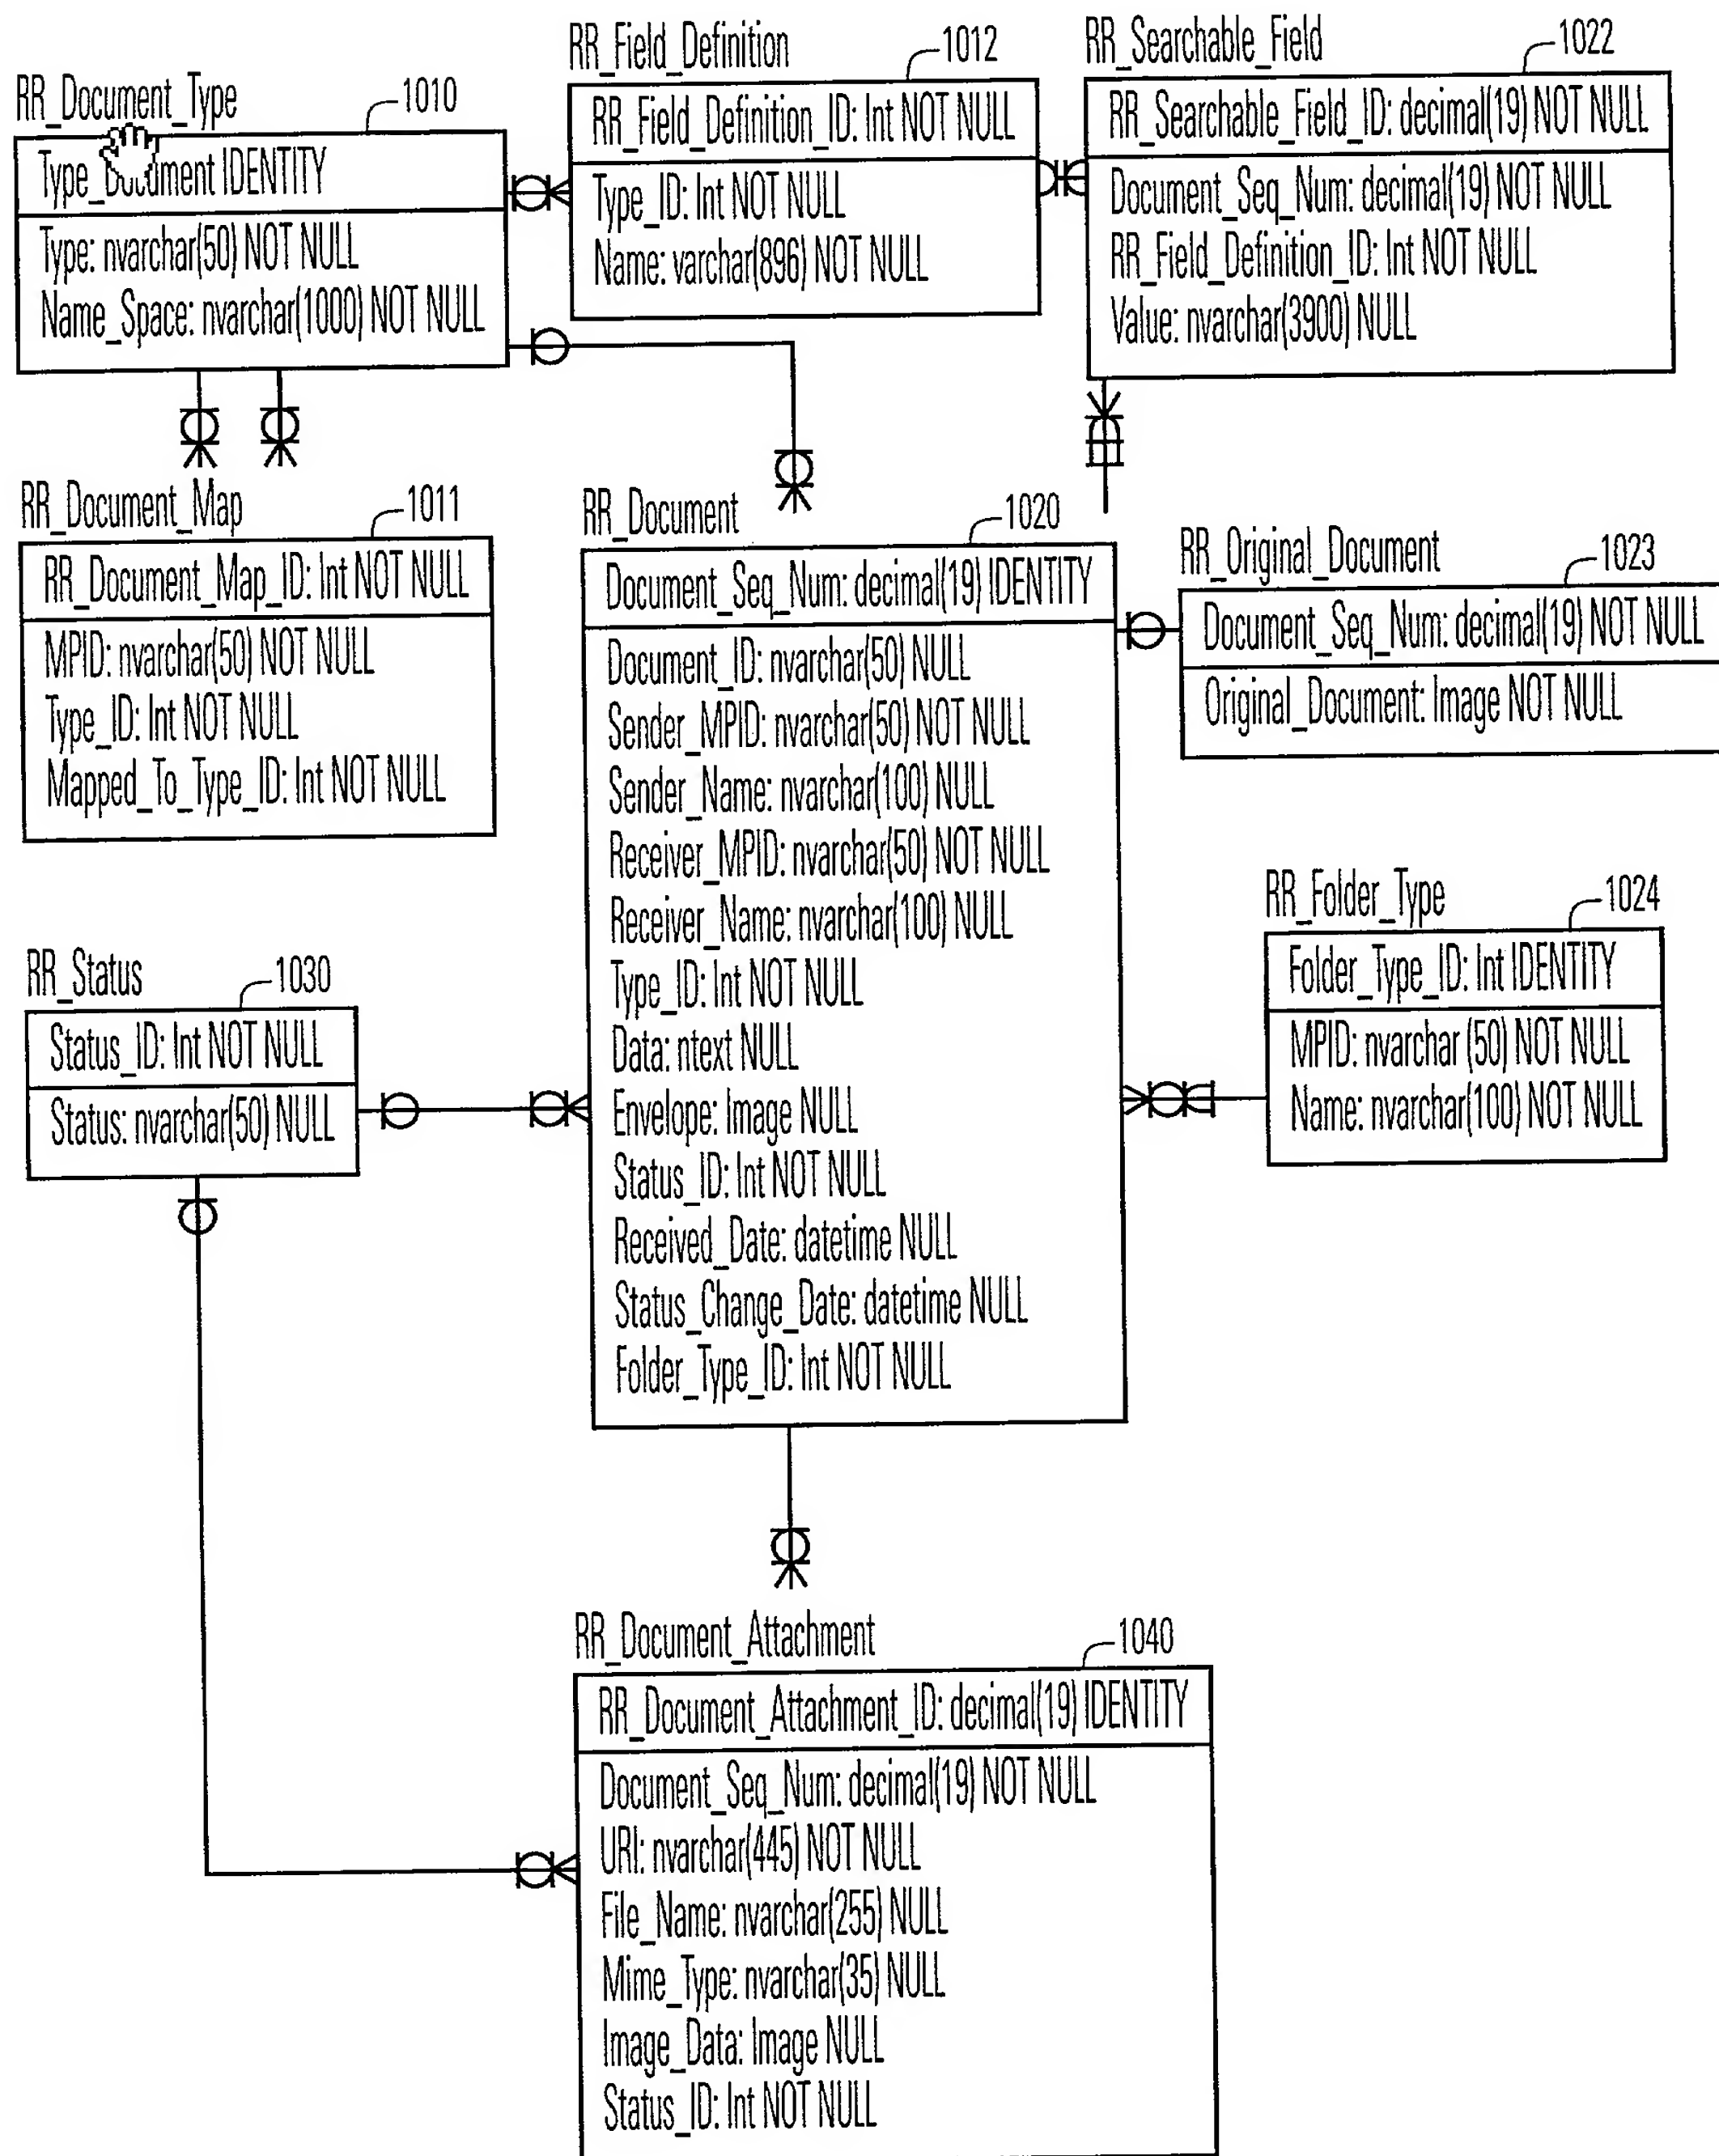 RR_Document_Type
1010
Type_Document IDENTITY
Type: nvarchar(50) NOT NULL
Name_Space: nvarchar(1000) NOT NULL
RR_Field_Definition
1012
RR_Field_Definition_ID: Int NOT NULL
Type_ID: Int NOT NULL
Name: varchar(896) NOT NULL
RR_Searchable_Field
1022
RR_Searchable_Field_ID: decimal(19) NOT NULL
Document_Seq_Num: decimal(19) NOT NULL
RR_Field_Definition_ID: Int NOT NULL
Value: nvarchar(3900) NULL
RR_Document_Map
1011
RR_Document_Map_ID: Int NOT NULL
MPID: nvarchar(50) NOT NULL
Type_ID: Int NOT NULL
Mapped_To_Type_ID: Int NOT NULL
RR_Document
1020
Document_Seq_Num: decimal(19) IDENTITY
Document_ID: nvarchar(50) NULL
Sender_MPID: nvarchar(50) NOT NULL
Sender_Name: nvarchar(100) NULL
Receiver_MPID: nvarchar(50) NOT NULL
Receiver_Name: nvarchar(100) NULL
Type_ID: Int NOT NULL
Data: ntext NULL
Envelope: Image NULL
Status_ID: Int NOT NULL
Received_Date: datetime NULL
Status_Change_Date: datetime NULL
Folder_Type_ID: Int NOT NULL
RR_Original_Document
1023
Document_Seq_Num: decimal(19) NOT NULL
Original_Document: Image NOT NULL
RR_Folder_Type
1024
Folder_Type_ID: Int IDENTITY
MPID: nvarchar (50) NOT NULL
Name: nvarchar(100) NOT NULL
RR_Status
1030
Status_ID: Int NOT NULL
Status: nvarchar(50) NULL
RR_Document_Attachment
1040
RR_Document_Attachment_ID: decimal(19) IDENTITY
Document_Seq_Num: decimal(19) NOT NULL
URI: nvarchar(445) NOT NULL
File_Name: nvarchar(255) NULL
Mime_Type: nvarchar(35) NULL
Image_Data: Image NULL
Status_ID: Int NOT NULL